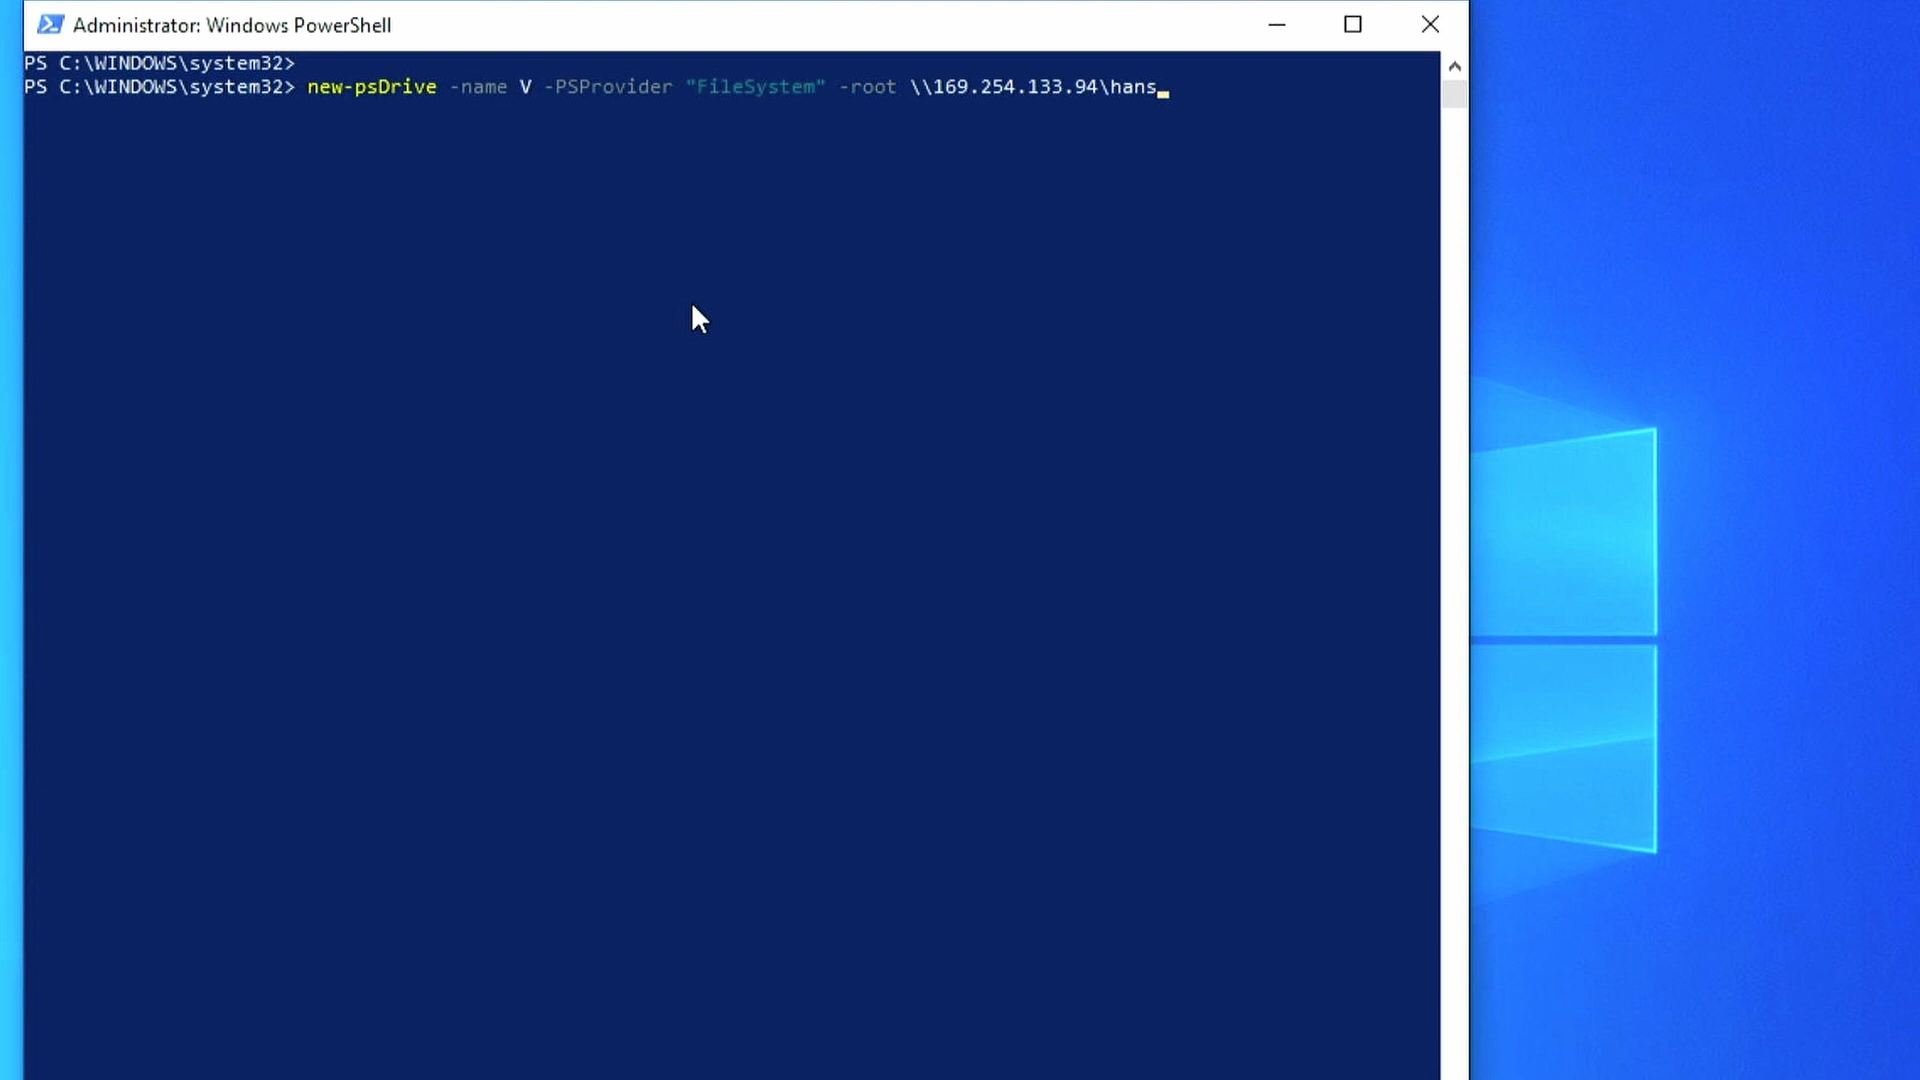 Administrator: Windows PowerShell
PS C:\WINDOWS\system32>
PS C:\WINDOWS\system32> new-psDrive -name V -PSProvider "FileSystem" -root \\169.254.133.94\hans